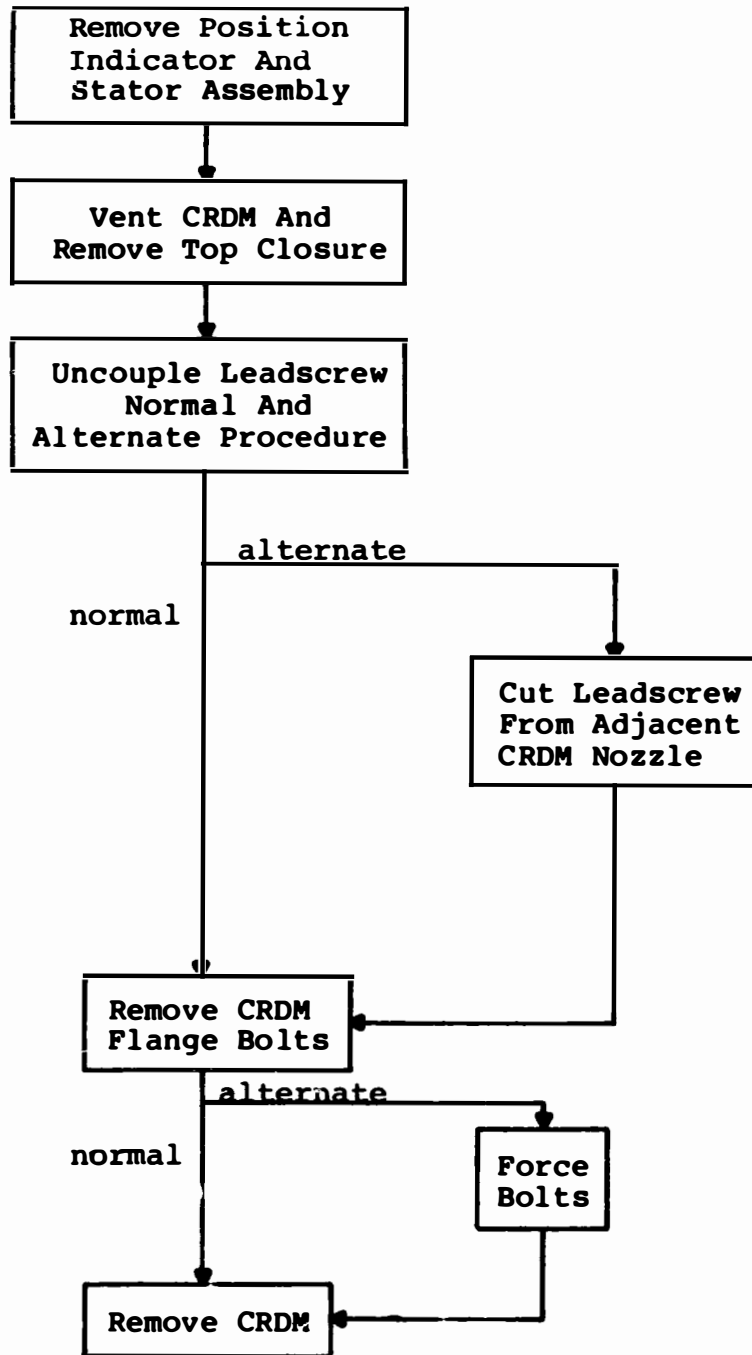 Remove Position
Indicator And
Stator Assembly
Vent CRDM And
Remove Top Closure
Uncouple Leadscrew
Normal And
Alternate Procedure
alternate
normal
Cut Leadscrew
From Adjacent
CRDM Nozzle
Remove CRDM
Flange Bolts
alternate
normal
Force
Bolts
Remove CRDM